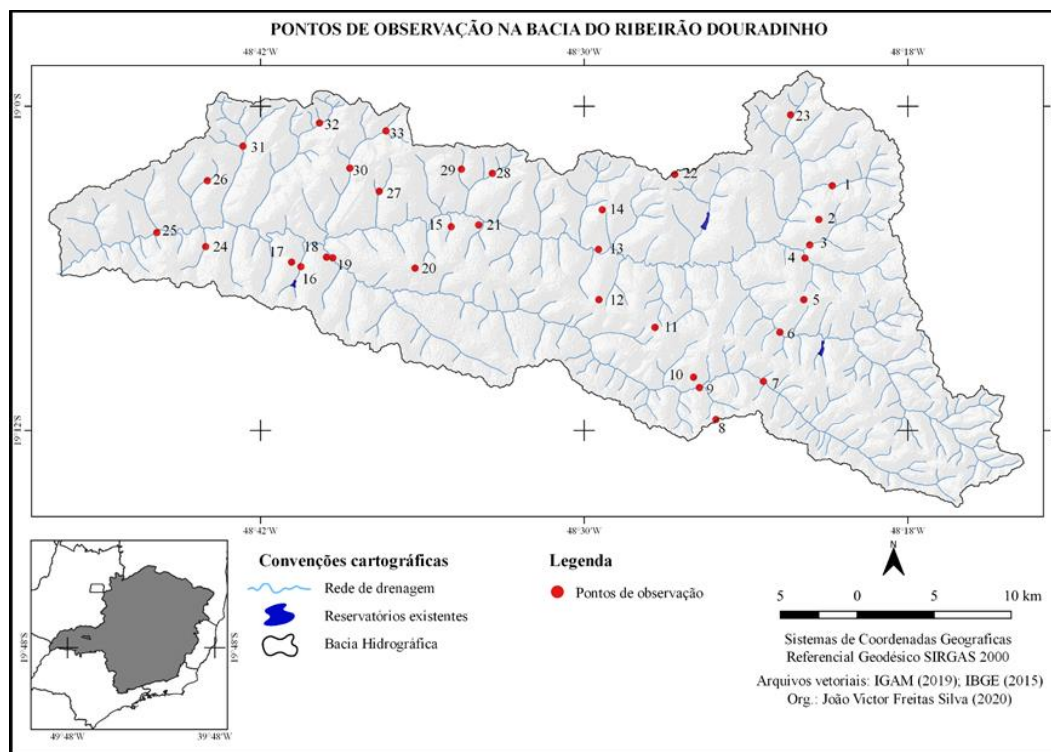 PONTOS DE OBSERVAÇÃO NA BACIA DO RIBEIRÃO DOURADINHO
48°42'W 48°30'W 48°18'W
19°0'S 19°0'S
23
32
33
31
30 29 28 22
26 27 1
14 2
15 21 3
25 24 13 4
17 18 19 20
16
12 5
11 6
10 9 7
8
19°12'S 19°12'S
48°42'W 48°30'W 48°18'W
Convenções cartográficas
Rede de drenagem
Reservatórios existentes
Bacia Hidrográfica
Legenda
Pontos de observação
N
5 0 5 10 km
Sistemas de Coordenadas Geograficas
Referencial Geodésico SIRGAS 2000
Arquivos vetoriais: IGAM (2019); IBGE (2015)
Org.: João Victor Freitas Silva (2020)
19°48'S 19°48'S
49°48'W 39°48'W